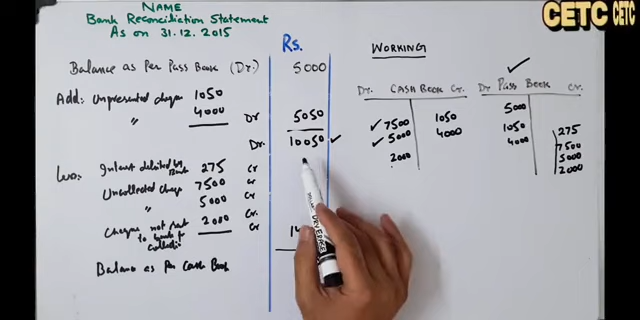 NAME
Bank Reconciliation Statement
As on 31.12.2015
CETC CETC
Rs.
Balance as Per Pass Book (Dr.) 5000
Add: Unpresented cheque 1050
" 4000 Dr 5050
Dr. 10050 ✓
Less: Interest debited by Bank 275 Cr
Uncollected cheque 7500 Cr
" 5000 Cr
Cheques not sent to bank for collection 2000 Cr.
Cr
Balance as Per Cash Book
WORKING
Dr. CASH BOOK Cr.
✓ 7500 1050
✓ 5000 4000
2000
✓
Dr Pass Book Cr.
5000
1050 275
4000 7500
5000
2000